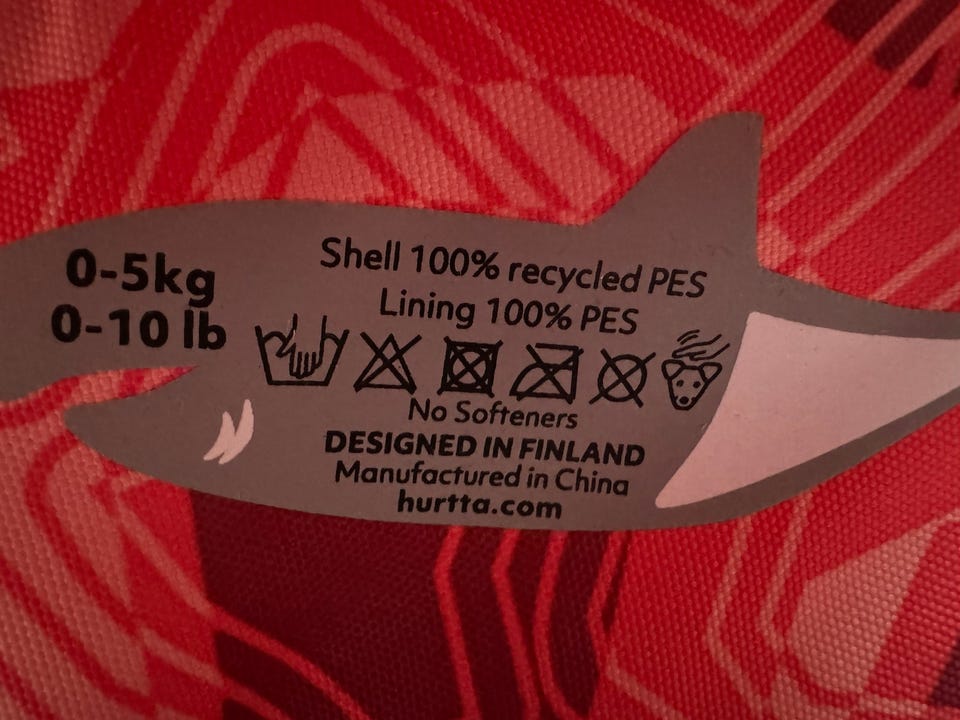 0-5kg
0-10 lb
Shell 100% recycled PES
Lining 100% PES
No Softeners
DESIGNED IN FINLAND
Manufactured in China
hurtta.com